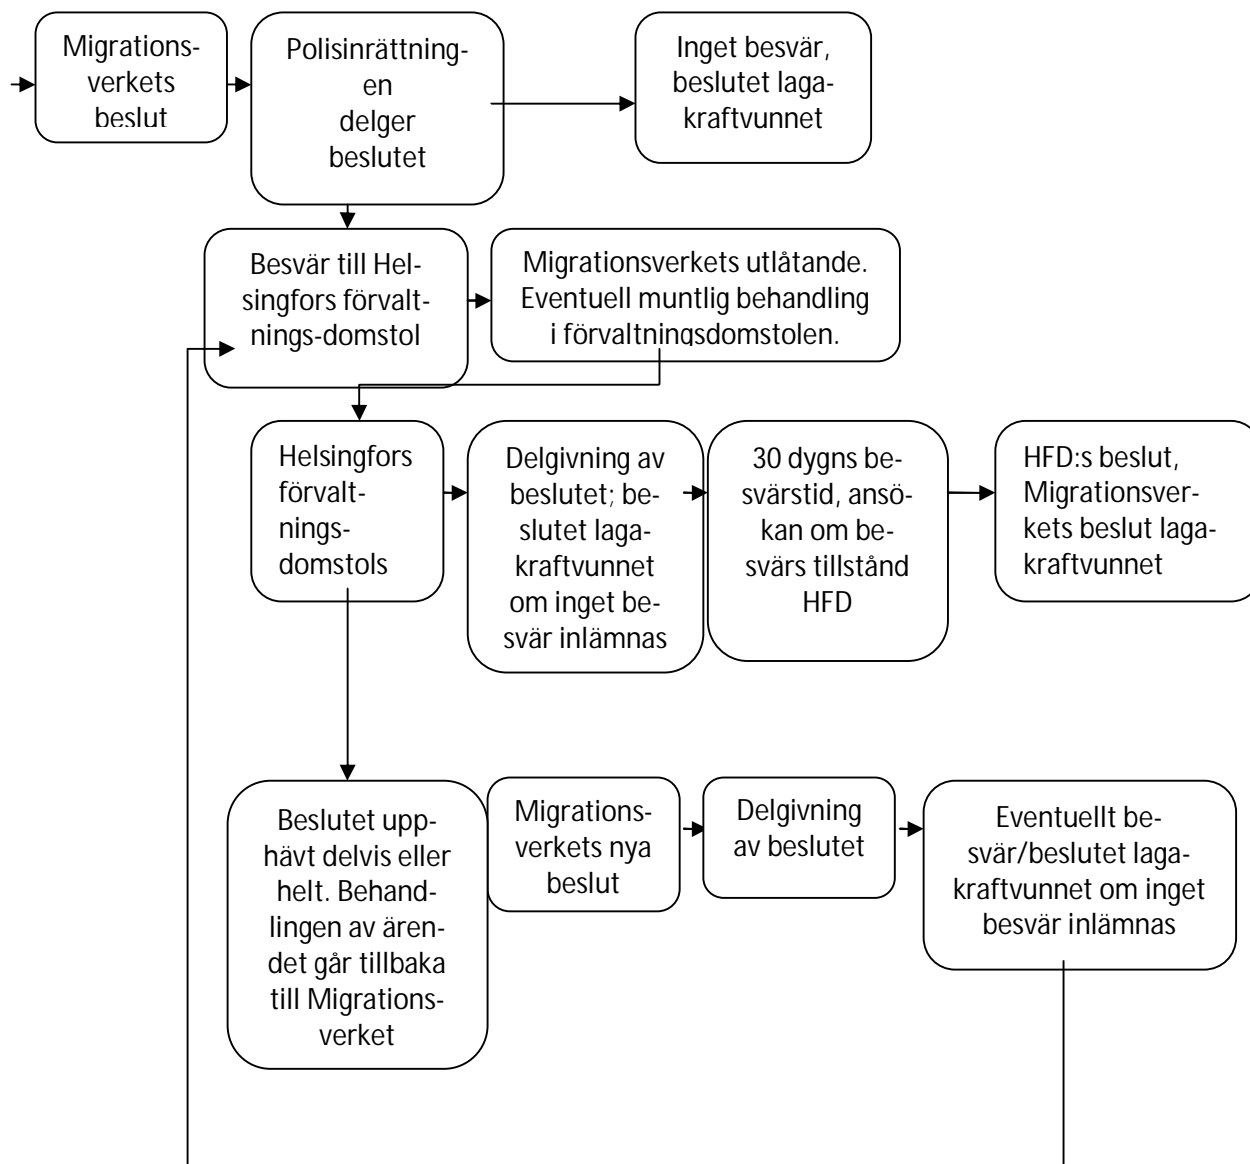 Migrations-
verkets
beslut
Polisinrättning-
en
delger
beslutet
Inget besvär,
beslutet laga-
kraftvunnet
Besvär till Hel-
singfors förvalt-
nings-domstol
Migrationsverkets utlåtande.
Eventuell muntlig behandling
i förvaltningsdomstolen.
Helsingfors
förvalt-
nings-
domstols
Delgivning av
beslutet; be-
slutet laga-
kraftvunnet
om inget be-
svär inlämnas
30 dygns be-
svärstid, ansö-
kan om be-
svärs tillstånd
HFD
HFD:s beslut,
Migrationsver-
kets beslut laga-
kraftvunnet
Beslutet upp-
hävt delvis eller
helt. Behand-
lingen av ären-
det går tillbaka
till Migrations-
verket
Migrations-
verkets nya
beslut
Delgivning
av beslutet
Eventuellt be-
svär/beslutet laga-
kraftvunnet om inget
besvär inlämnas